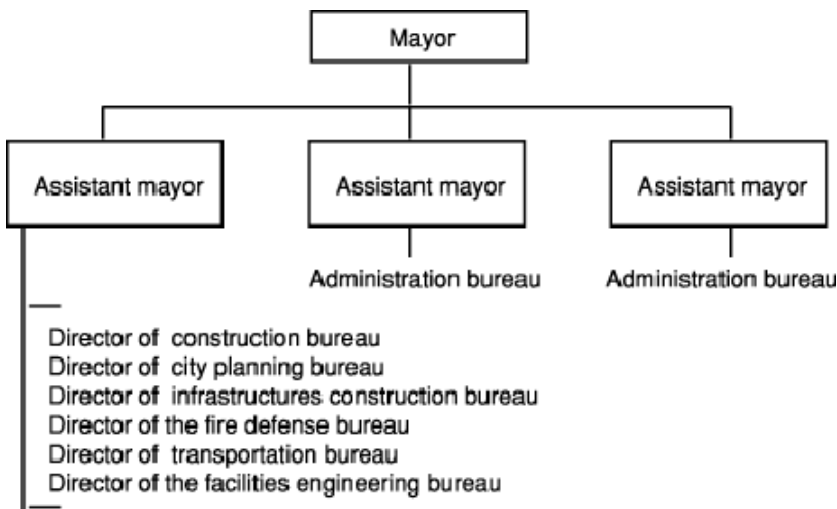 Mayor
Assistant mayor
Assistant mayor
Assistant mayor
Administration bureau
Administration bureau
Director of construction bureau
Director of city planning bureau
Director of infrastructures construction bureau
Director of the fire defense bureau
Director of transportation bureau
Director of the facilities engineering bureau